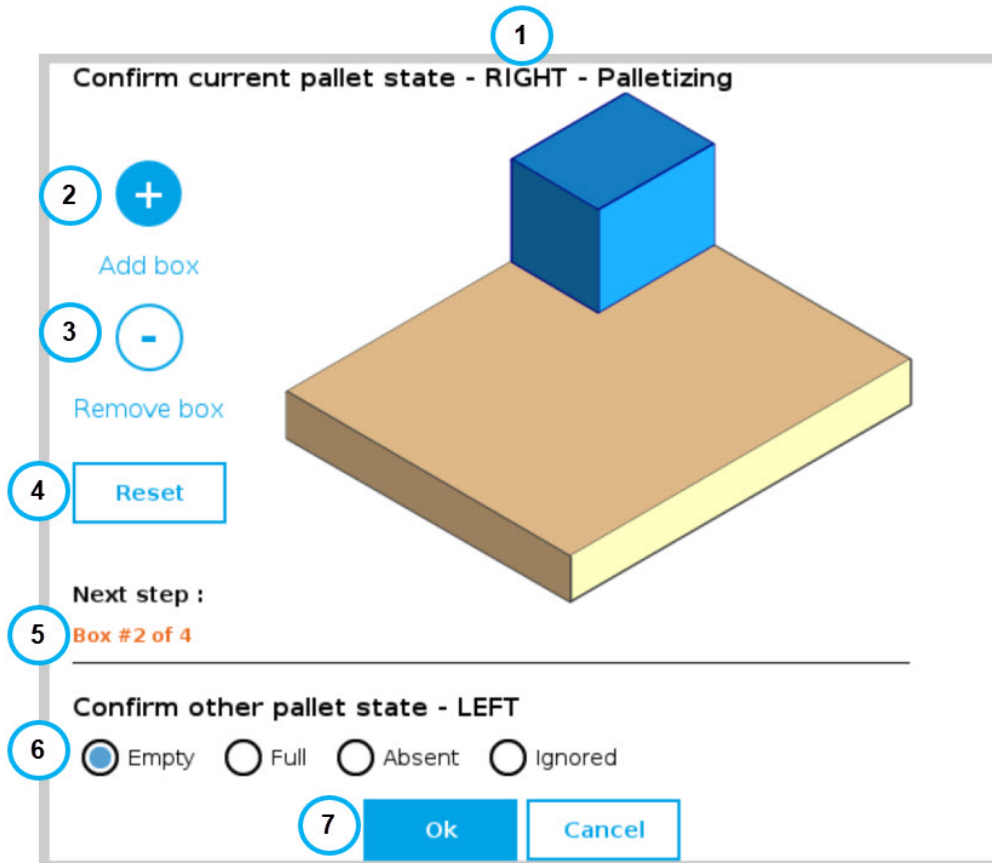 1
Confirm current pallet state - RIGHT - Palletizing
2
+
Add box
3
-
Remove box
4
Reset
Next step :
5
Box #2 of 4
Confirm other pallet state - LEFT
6
Empty Full Absent Ignored
7
Ok Cancel